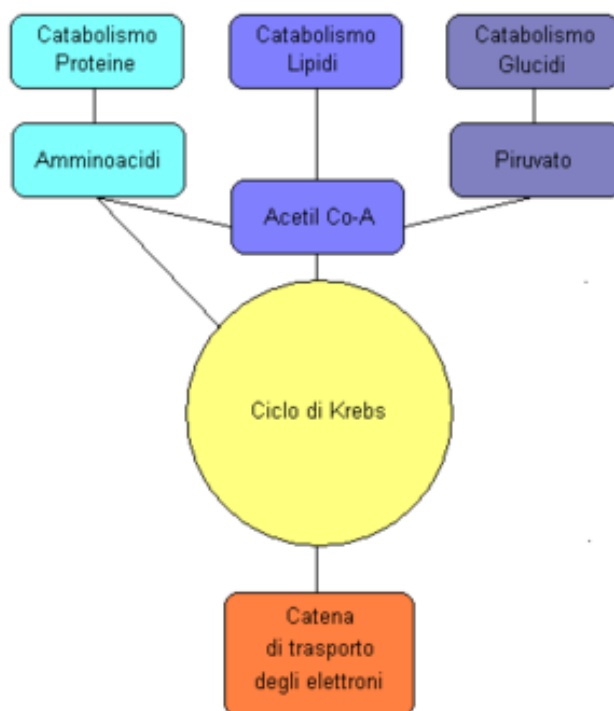 Catabolismo
Proteine
Catabolismo
Lipidi
Catabolismo
Glucidi
Amminoacidi
Piruvato
Acetil Co-A
Ciclo di Krebs
Catena
di trasporto
degli elettroni